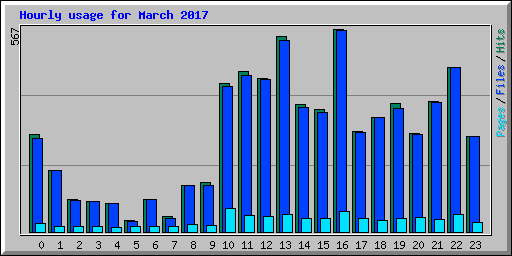 Hourly usage for March 2017
567
Pages/Files/Hits
0 1 2 3 4 5 6 7 8 9 10 11 12 13 14 15 16 17 18 19 20 21 22 23